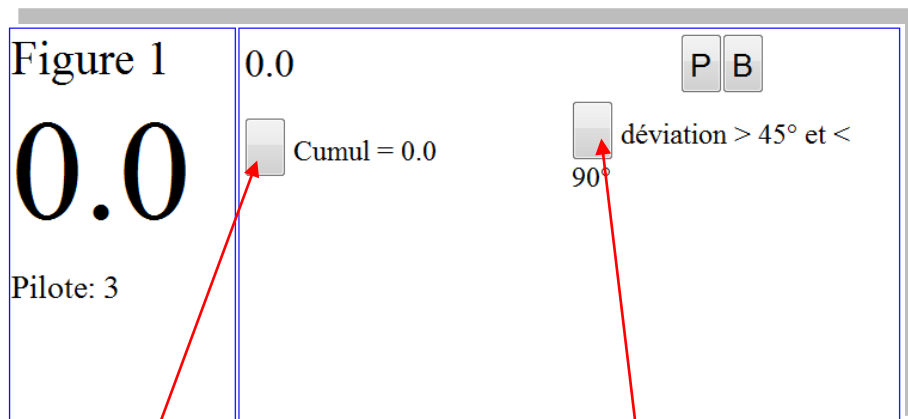 Figure 1
0.0
Pilote: 3
0.0
P B
Cumul = 0.0
déviation > 45° et <
90°